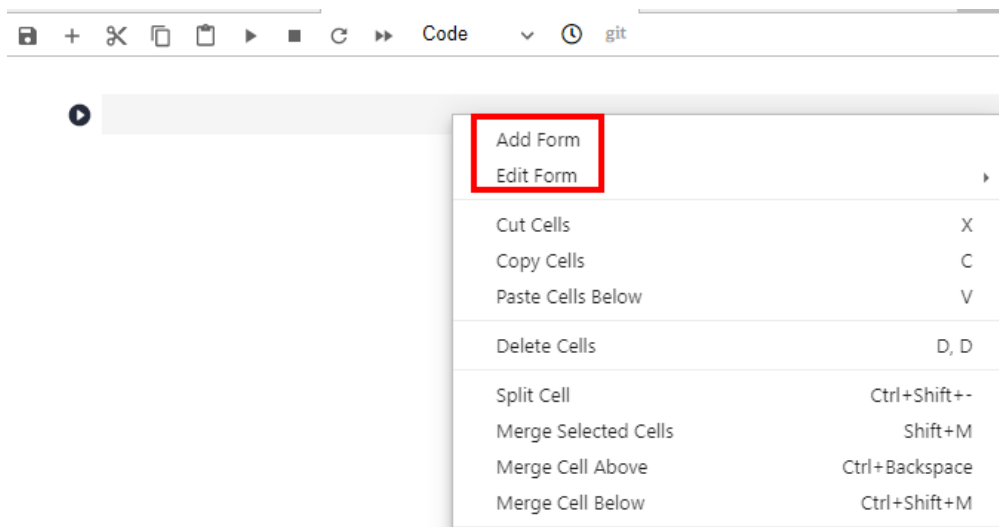 Code git
Add Form
Edit Form
Cut Cells X
Copy Cells C
Paste Cells Below V
Delete Cells D, D
Split Cell Ctrl+Shift+-
Merge Selected Cells Shift+M
Merge Cell Above Ctrl+Backspace
Merge Cell Below Ctrl+Shift+M